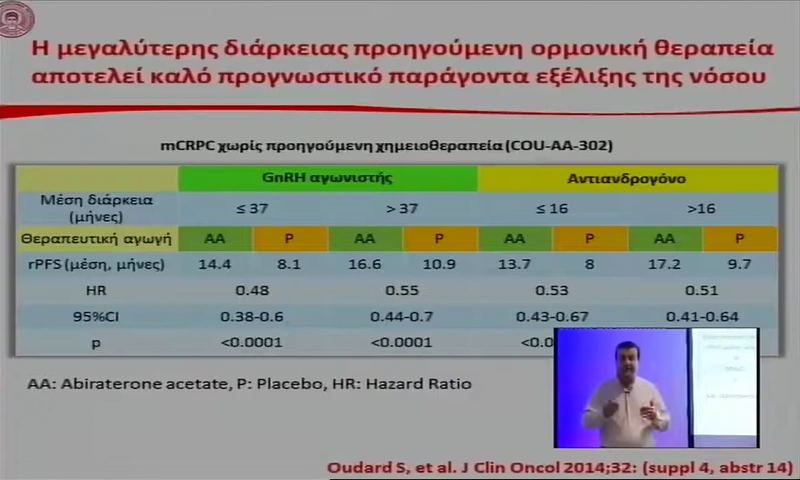 Η μεγαλύτερης διάρκειας προηγούμενη ορμονική θεραπεία
αποτελεί καλό προγνωστικό παράγοντα εξέλιξης της νόσου
mCRPC χωρίς προηγούμενη χημειοθεραπεία (COU-AA-302)
GnRH αγωνιστής Αντιανδρογόνο
Μέση διάρκεια (μήνες) ≤ 37 > 37 ≤ 16 >16
Θεραπευτική αγωγή AA P AA P AA P AA P
rPFS (μέση, μήνες) 14.4 8.1 16.6 10.9 13.7 8 17.2 9.7
HR 0.48 0.55 0.53 0.51
95%CI 0.38-0.6 0.44-0.7 0.43-0.67 0.41-0.64
p <0.0001 <0.0001 <0.0
AA: Abiraterone acetate, P: Placebo, HR: Hazard Ratio
Oudard S, et al. J Clin Oncol 2014;32: (suppl 4, abstr 14)